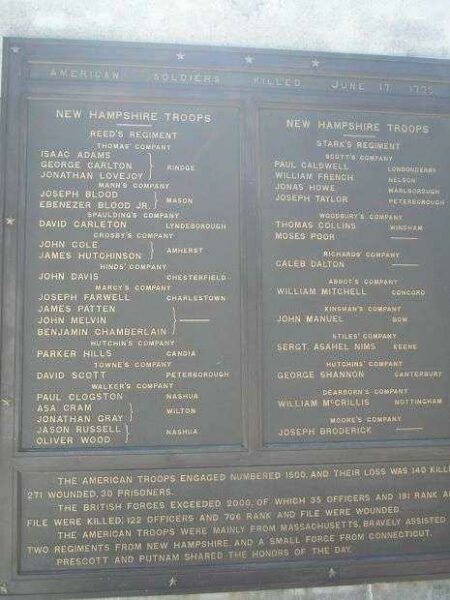 AMERICAN SOLDIERS KILLED JUNE 17, 1775
NEW HAMPSHIRE TROOPS
REED'S REGIMENT
THOMAS' COMPANY
ISAAC ADAMS
GEORGE CARLTON RINDGE
JONATHAN LOVEJOY
MANN'S COMPANY
JOSEPH BLOOD
EBENEZER BLOOD JR. MASON
SPAULDING'S COMPANY
DAVID CARLETON LYNDEBOROUGH
CROSBY'S COMPANY
JOHN COLE
JAMES HUTCHINSON AMHERST
HINDS' COMPANY
JOHN DAVIS CHESTERFIELD
MARCY'S COMPANY
JOSEPH FARWELL CHARLESTOWN
JAMES PATTEN
JOHN MELVIN
BENJAMIN CHAMBERLAIN
HUTCHIN'S COMPANY
PARKER HILLS CANDIA
TOWNE'S COMPANY
DAVID SCOTT PETERSBOROUGH
WALKER'S COMPANY
PAUL CLOGSTON NASHUA
ASA CRAM
JONATHAN GRAY WILTON
JASON RUSSELL
OLIVER WOOD NASHUA
NEW HAMPSHIRE TROOPS
STARK'S REGIMENT
SCOTT'S COMPANY
PAUL CALDWELL LONDONDERRY
WILLIAM FRENCH NELSON
JONAS HOWE MARLBOROUGH
JOSEPH TAYLOR PETERBOROUGH
WOODBURY'S COMPANY
THOMAS COLLINS WINDHAM
MOSES POOR
RICHARDS' COMPANY
CALEB DALTON
ABBOT'S COMPANY
WILLIAM MITCHELL CONCORD
KINSMAN'S COMPANY
JOHN MANUEL BOW
STILES' COMPANY
SERGT. ASAHEL NIMS KEENE
HUTCHINS' COMPANY
GEORGE SHANNON CANTERBURY
DEARBORN'S COMPANY
WILLIAM McCRILLIS NOTTINGHAM
MOORE'S COMPANY
JOSEPH BRODERICK
THE AMERICAN TROOPS ENGAGED NUMBERED 1500, AND THEIR LOSS WAS 140 KILL
271 WOUNDED, 30 PRISONERS.
THE BRITISH FORCES EXCEEDED 2000, OF WHICH 35 OFFICERS AND 191 RANK A
FILE WERE KILLED; 122 OFFICERS AND 706 RANK AND FILE WERE WOUNDED.
THE AMERICAN TROOPS WERE MAINLY FROM MASSACHUSETTS, BRAVELY ASSISTED
TWO REGIMENTS FROM NEW HAMPSHIRE, AND A SMALL FORCE FROM CONNECTICUT.
PRESCOTT AND PUTNAM SHARED THE HONORS OF THE DAY.